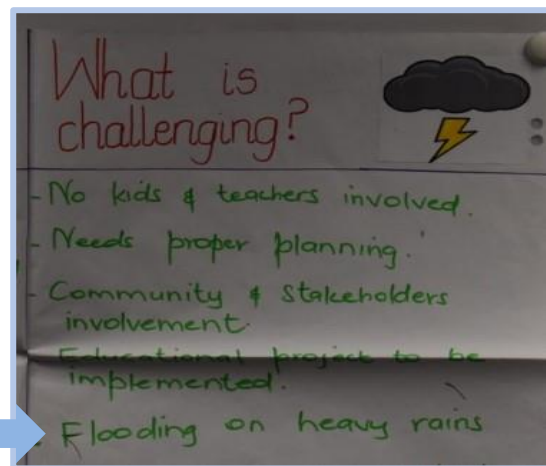 What is
challenging?
- No kids & teachers involved.
- Needs proper planning.
- Community & Stakeholders
involvement.
- Educational project to be
implemented.
- Flooding on heavy rains